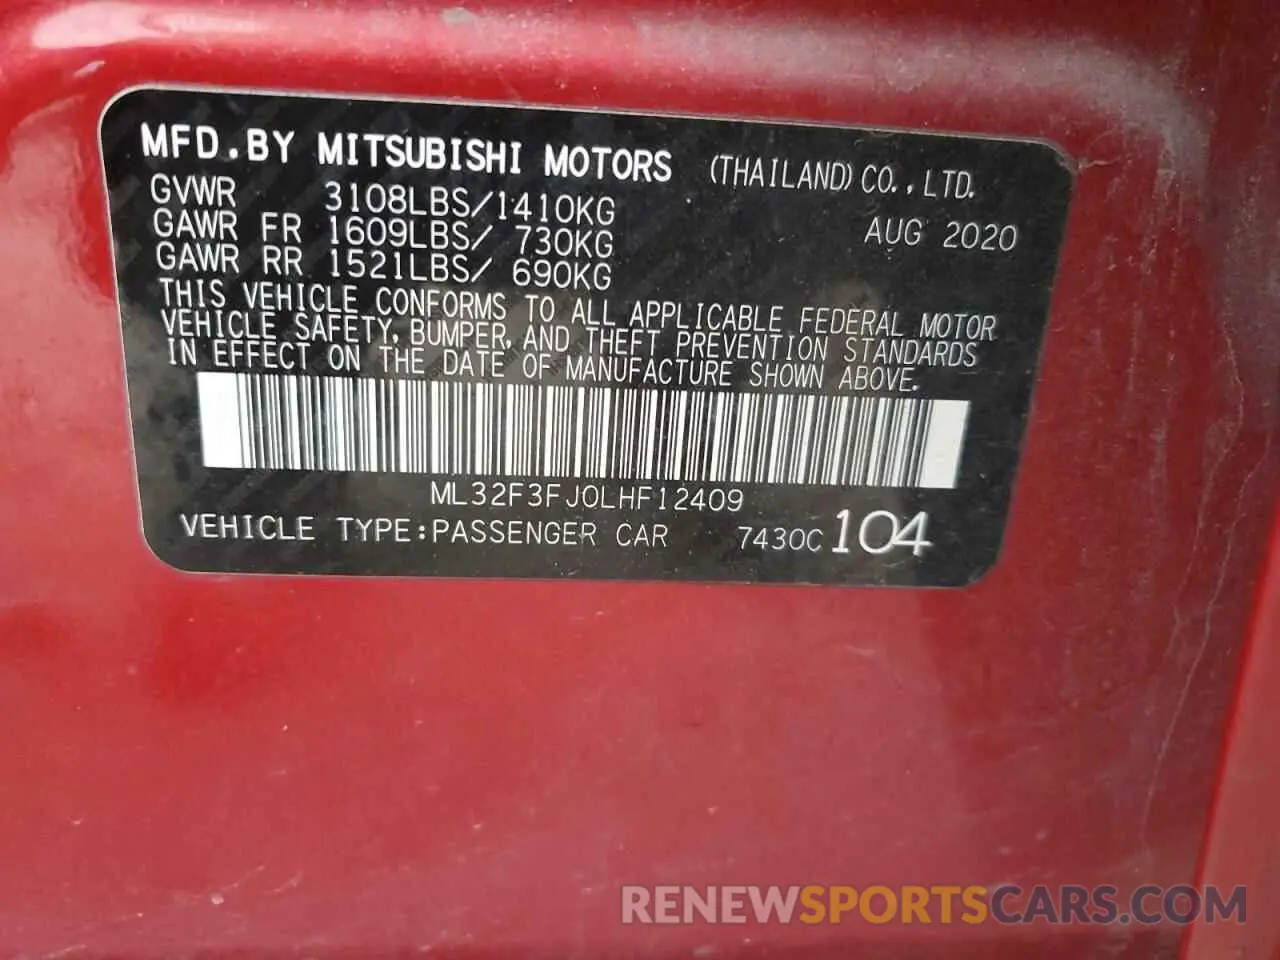 MFD.BY MITSUBISHI MOTORS (THAILAND) CO.,LTD.
GVWR 3108LBS/1410KG AUG 2020
GAWR FR 1609LBS/ 730KG
GAWR RR 1521LBS/ 690KG
THIS VEHICLE CONFORMS TO ALL APPLICABLE FEDERAL MOTOR
VEHICLE SAFETY, BUMPER, AND THEFT PREVENTION STANDARDS
IN EFFECT ON THE DATE OF MANUFACTURE SHOWN ABOVE.
ML32F3FJ0LHF12409
VEHICLE TYPE:PASSENGER CAR 7430C 104
RENEWSPORTSCARS.COM